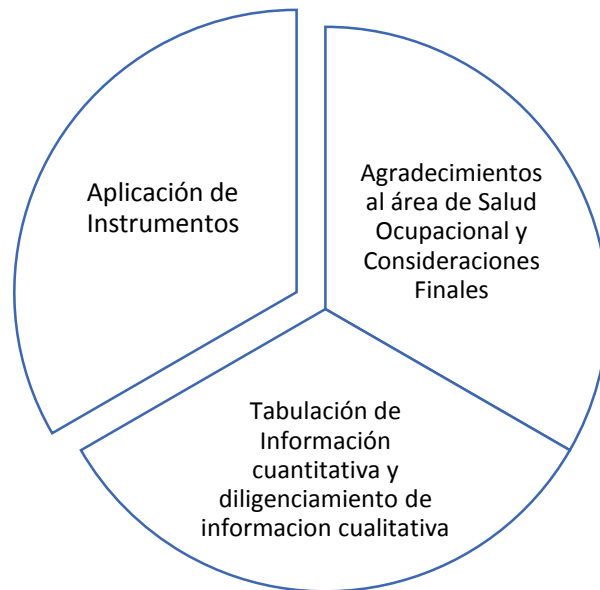 Aplicación de
Instrumentos
Agradecimientos
al área de Salud
Ocupacional y
Consideraciones
Finales
Tabulación de
Información
cuantitativa y
diligenciamiento de
informacion cualitativa